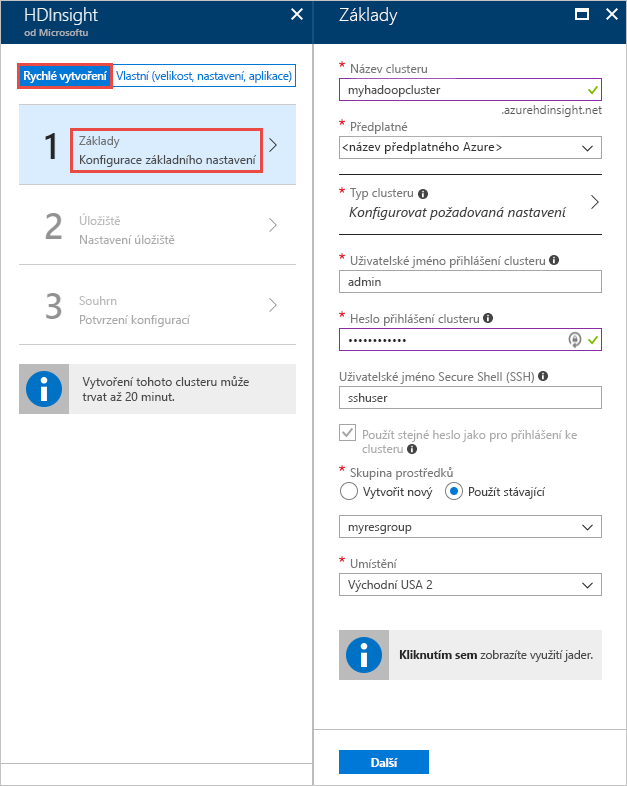 HDInsight
od Microsoftu
Rychlé vytvoření
Vlastní (velikost, nastavení, aplikace)
1
Základy
Konfigurace základního nastavení
2
Úložiště
Nastavení úložiště
3
Souhrn
Potvrzení konfigurací
Vytvoření tohoto clusteru může
trvat až 20 minut.
Základy
* Název clusteru
myhadoopcluster
.azurehdinsight.net
* Předplatné
<název předplatného Azure>
* Typ clusteru
Konfigurovat požadovaná nastavení
* Uživatelské jméno přihlášení clusteru
admin
* Heslo přihlášení clusteru
••••••••••••
Uživatelské jméno Secure Shell (SSH)
sshuser
Použít stejné heslo jako pro přihlášení ke
clusteru
* Skupina prostředků
Vytvořit nový
Použít stávající
myresgroup
* Umístění
Východní USA 2
Kliknutím sem zobrazíte využití jader.
Další